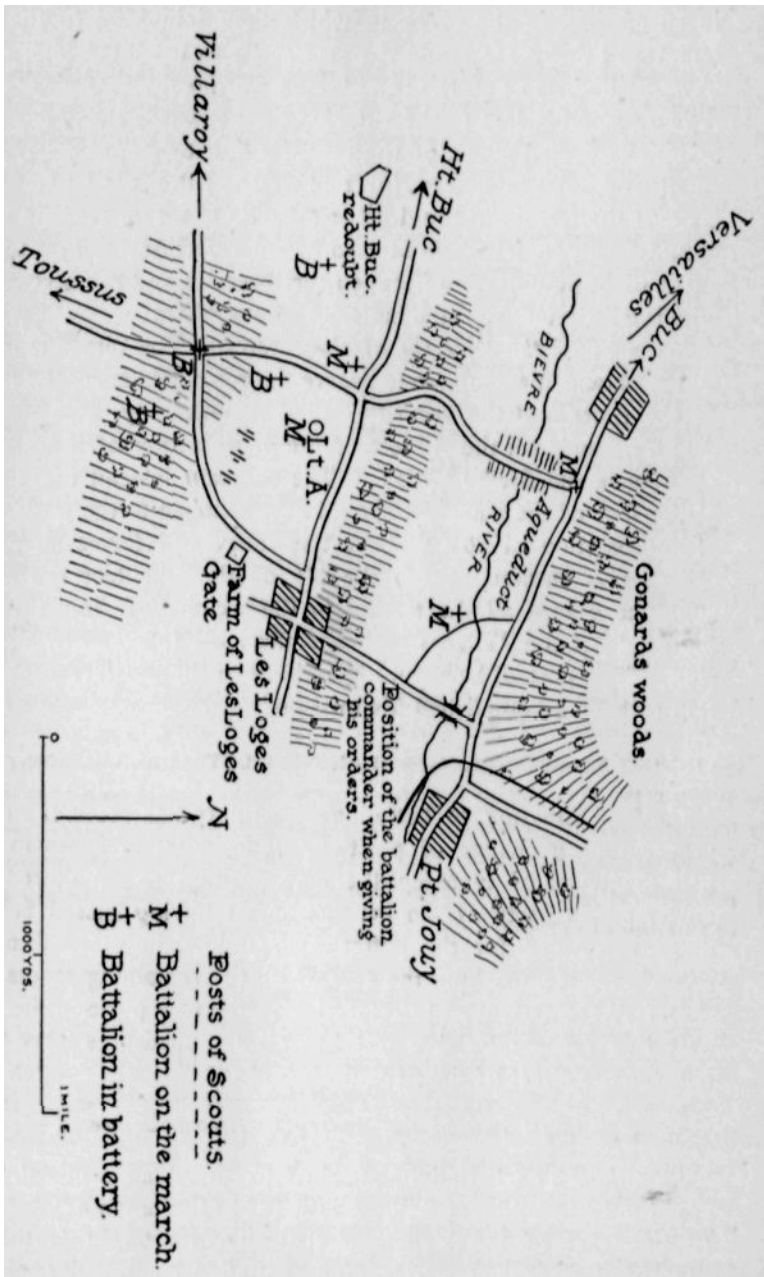 Versailles
Buc
Gonards woods
Villaroy
Ht. Buc
Ht. Buc.
redoubt.
BIEVRE
Toussus
B
M
M
Aqueduct
RIVER
B
B
B
Lt. A.
M
M
Farm of Les Loges
Gate
Les Loges
Position of the battalion
commander when giving
his orders.
Pt. Jouy
N
0
1000 YDS.
1 MILE.
Posts of Scouts.
M Battalion on the march.
B Battalion in battery.